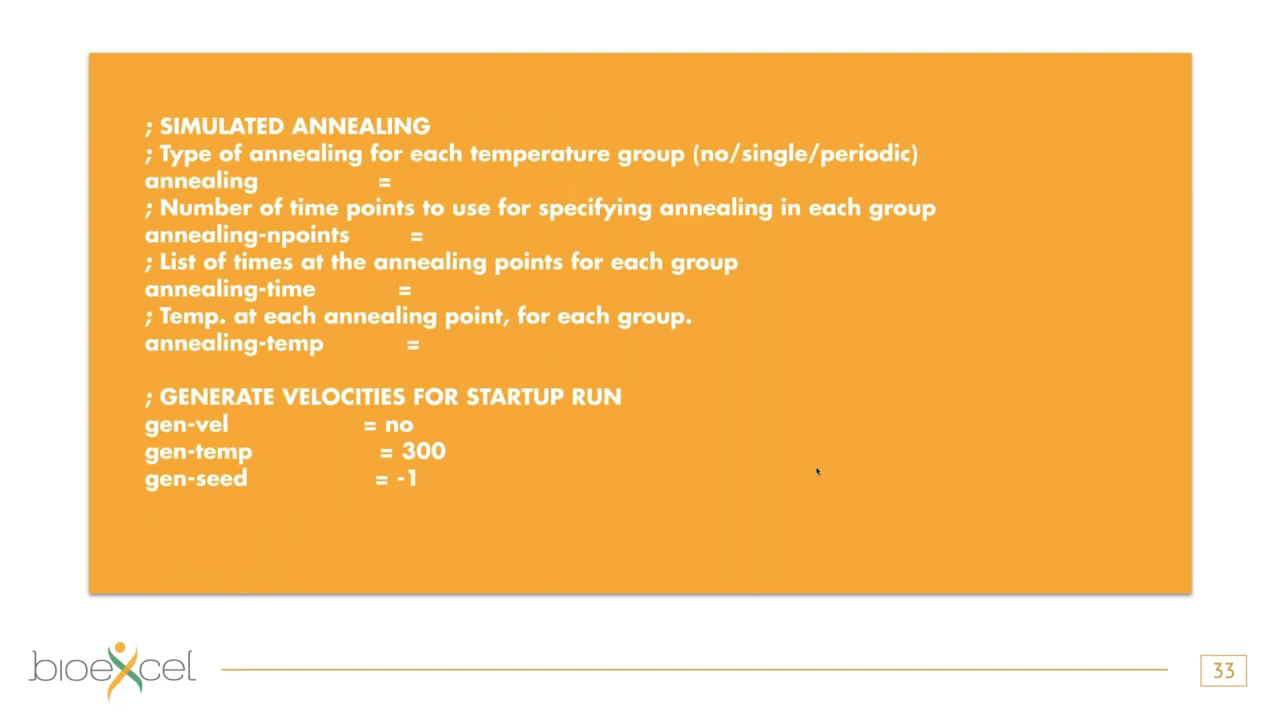 ; SIMULATED ANNEALING
; Type of annealing for each temperature group (no/single/periodic)
annealing =
; Number of time points to use for specifying annealing in each group
annealing-npoints =
; List of times at the annealing points for each group
annealing-time =
; Temp. at each annealing point, for each group.
annealing-temp =
; GENERATE VELOCITIES FOR STARTUP RUN
gen-vel = no
gen-temp = 300
gen-seed = -1
bioexcel
33